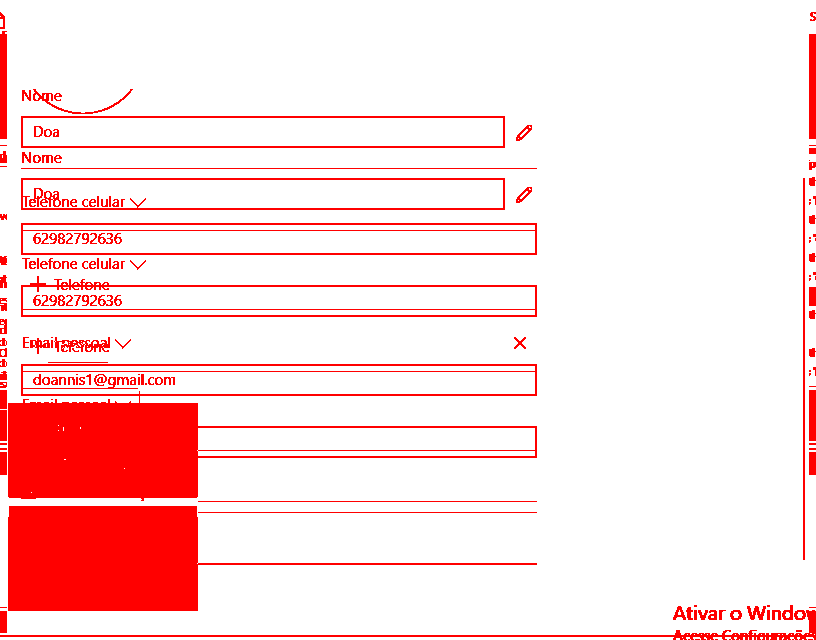 Nome
Doa
Nome
Doa
Telefone celular
62982792636
Telefone celular
Telefone
62982792636
Email pessoal
Telefone
doannis1@gmail.com
Email pessoal
Ativar o Window
Acesse Configurações